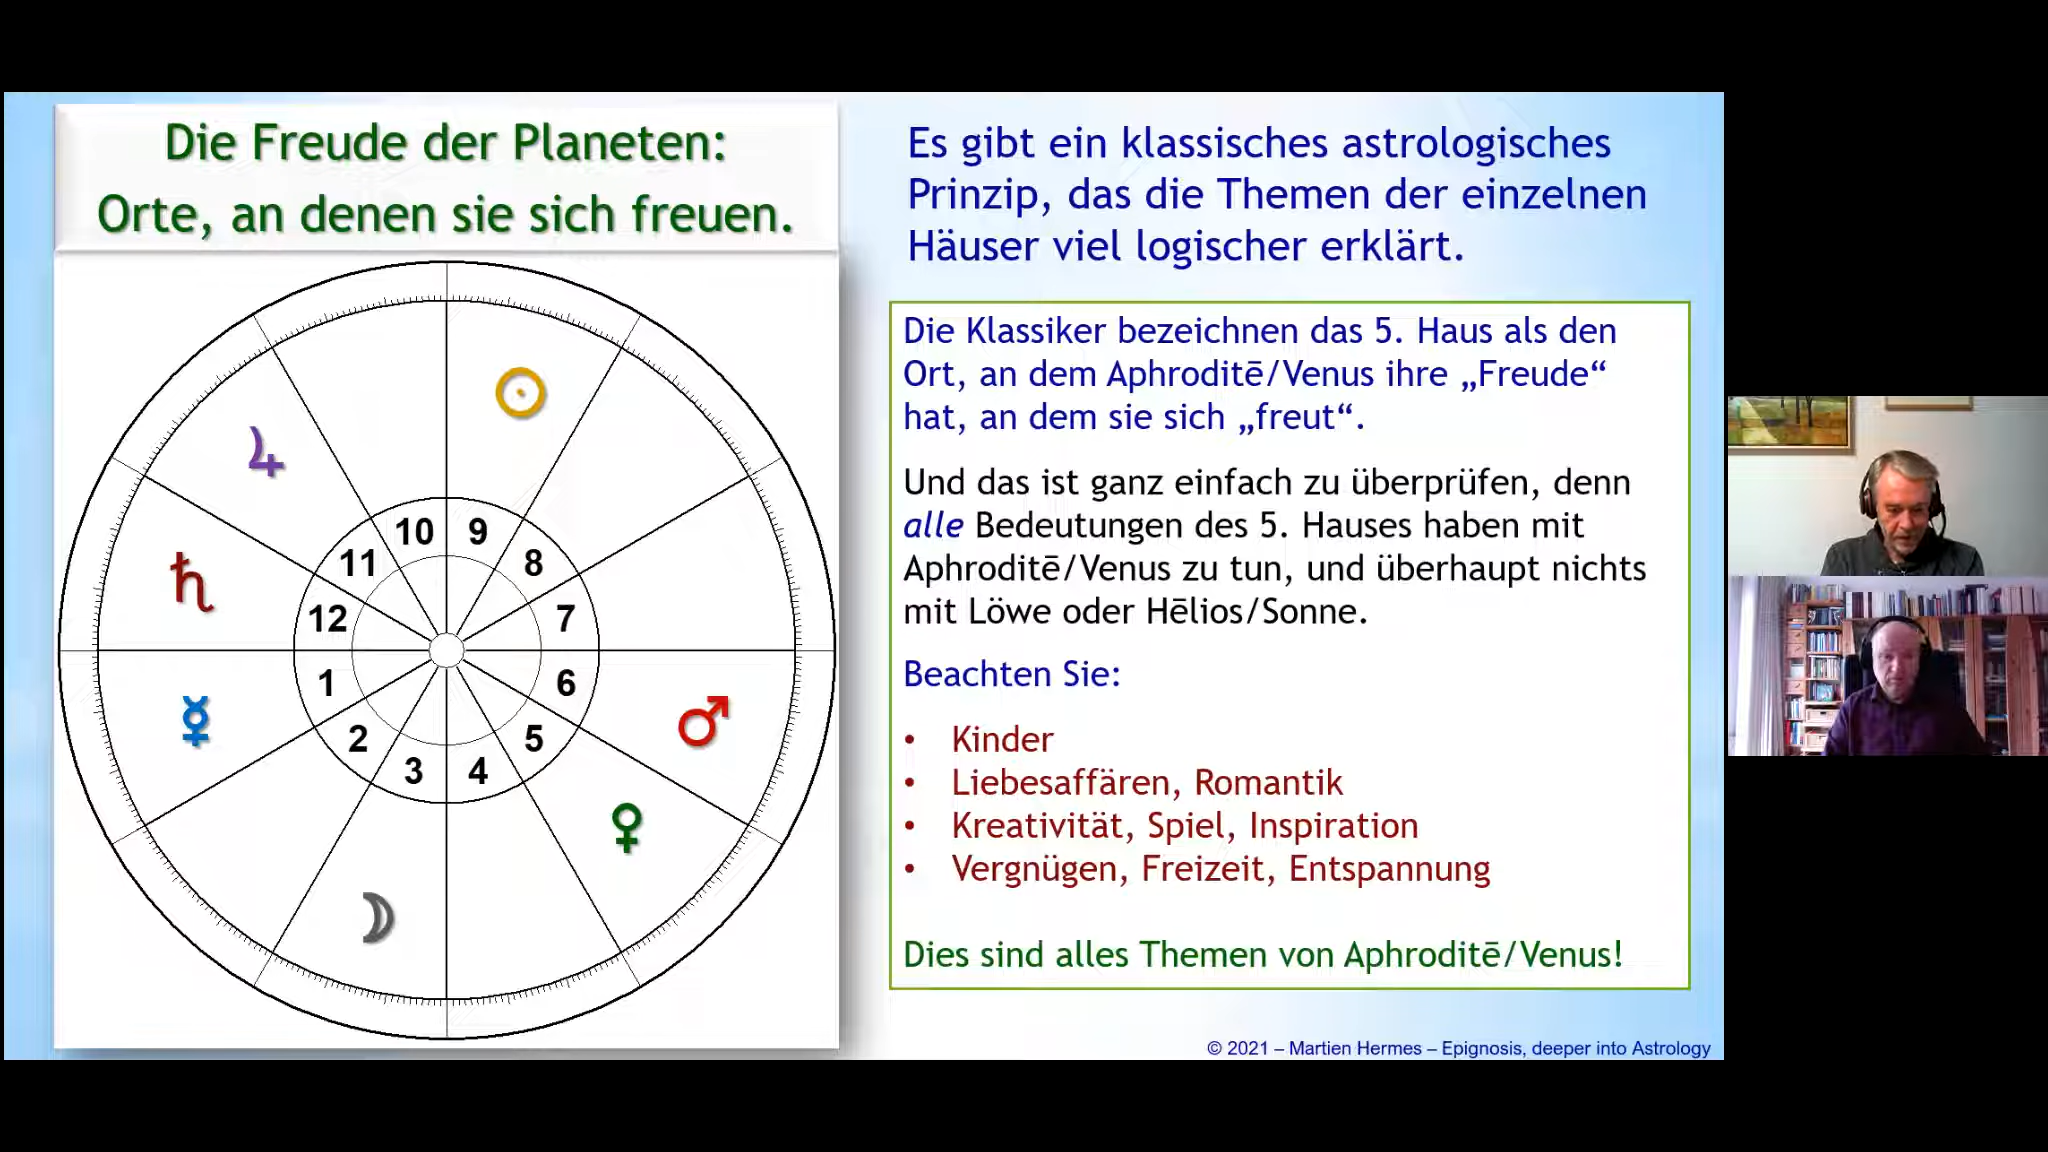 Die Freude der Planeten:
Orte, an denen sie sich freuen.
10 9
11 8
12 7
1 6
2 5
3 4
Es gibt ein klassisches astrologisches
Prinzip, das die Themen der einzelnen
Häuser viel logischer erklärt.
Die Klassiker bezeichnen das 5. Haus als den
Ort, an dem Aphroditē/Venus ihre „Freude“
hat, an dem sie sich „freut“.
Und das ist ganz einfach zu überprüfen, denn
alle Bedeutungen des 5. Hauses haben mit
Aphroditē/Venus zu tun, und überhaupt nichts
mit Löwe oder Hēlios/Sonne.
Beachten Sie:
• Kinder
• Liebesaffären, Romantik
• Kreativität, Spiel, Inspiration
• Vergnügen, Freizeit, Entspannung
Dies sind alles Themen von Aphroditē/Venus!
© 2021 – Martien Hermes – Epignosis, deeper into Astrology